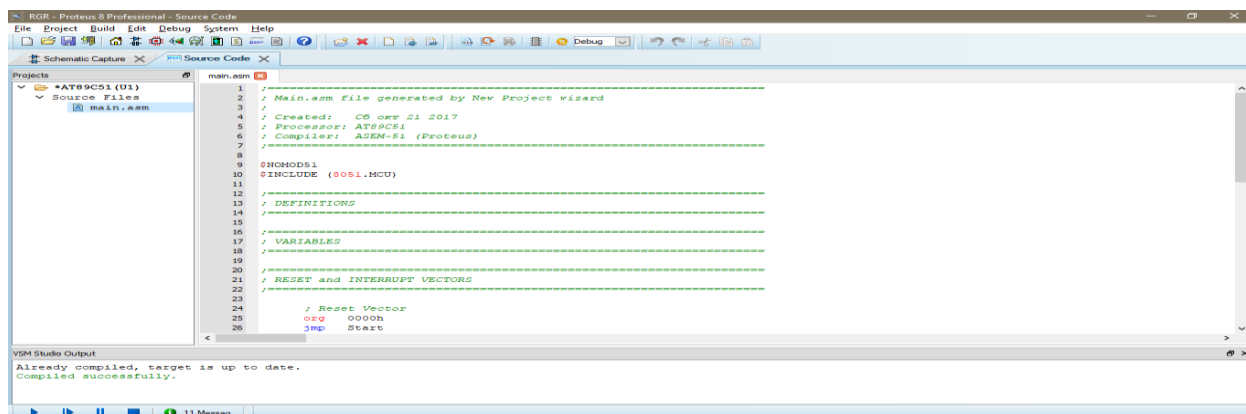 RGR - Proteus 8 Professional - Source Code
File Project Build Edit Debug System Help
Debug
Schematic Capture Source Code
Projects
main.asm
*AT89C51 (U1)
Source Files
main.asm
1 ;====================================================================
2 ; Main.asm file generated by New Project wizard
3 ;
4 ; Created: Сб окт 21 2017
5 ; Processor: AT89C51
6 ; Compiler: ASEM-51 (Proteus)
7 ;====================================================================
8
9 $NOMOD51
10 $INCLUDE (8051.MCU)
11
12 ;====================================================================
13 ; DEFINITIONS
14 ;====================================================================
15
16 ;====================================================================
17 ; VARIABLES
18 ;====================================================================
19
20 ;====================================================================
21 ; RESET and INTERRUPT VECTORS
22 ;====================================================================
23
24 ; Reset Vector
25 org 0000h
26 jmp Start
VSM Studio Output
Already compiled, target is up to date.
Compiled successfully.
11 Messag